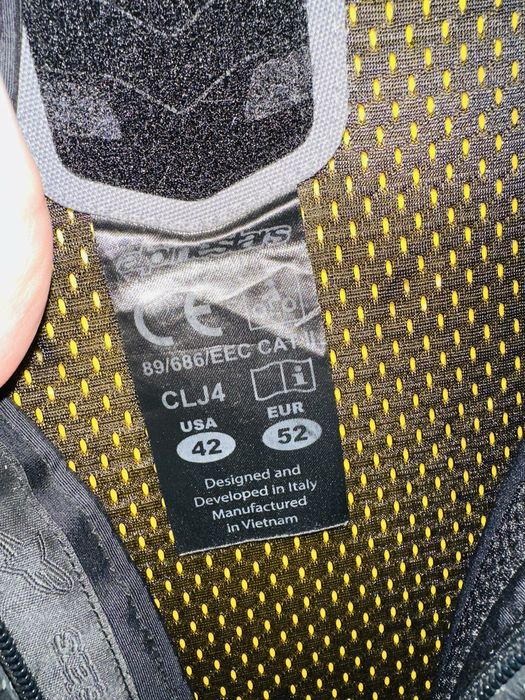 alpinestars
CE
89/686/EEC CAT II
CLJ4
i
USA EUR
42 52
Designed and
Developed in Italy
Manufactured
in Vietnam